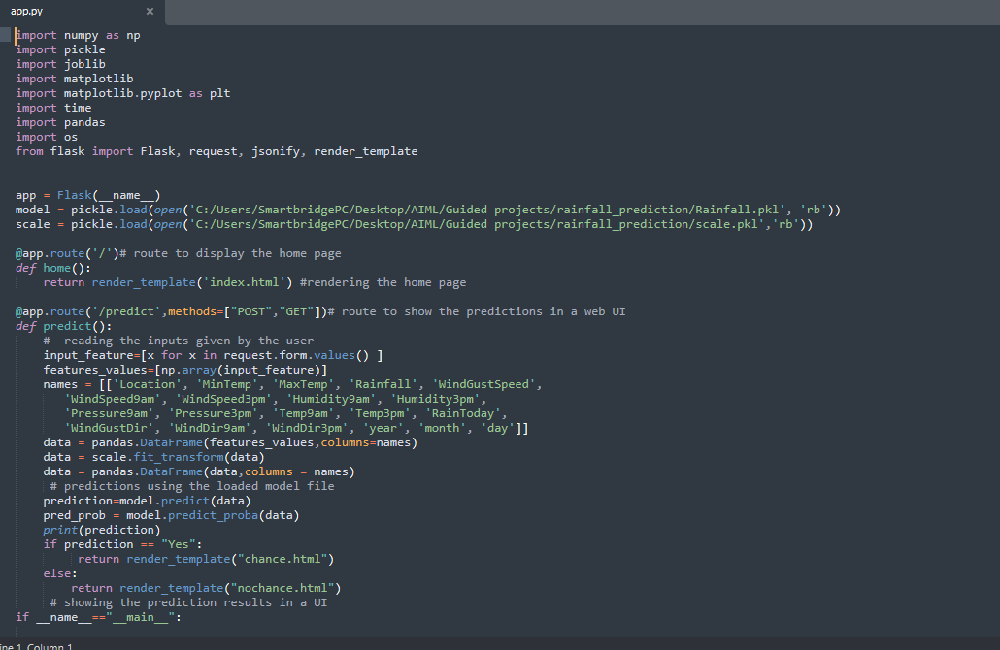 app.py ×
import numpy as np
import pickle
import joblib
import matplotlib
import matplotlib.pyplot as plt
import time
import pandas
import os
from flask import Flask, request, jsonify, render_template
app = Flask(__name__)
model = pickle.load(open('C:/Users/SmartbridgePC/Desktop/AIML/Guided projects/rainfall_prediction/Rainfall.pkl', 'rb'))
scale = pickle.load(open('C:/Users/SmartbridgePC/Desktop/AIML/Guided projects/rainfall_prediction/scale.pkl','rb'))
@app.route('/')# route to display the home page
def home():
    return render_template('index.html') #rendering the home page
@app.route('/predict',methods=["POST","GET"])# route to show the predictions in a web UI
def predict():
    #  reading the inputs given by the user
    input_feature=[x for x in request.form.values() ]
    features_values=[np.array(input_feature)]
    names = [['Location', 'MinTemp', 'MaxTemp', 'Rainfall', 'WindGustSpeed',
       'WindSpeed9am', 'WindSpeed3pm', 'Humidity9am', 'Humidity3pm',
       'Pressure9am', 'Pressure3pm', 'Temp9am', 'Temp3pm', 'RainToday',
       'WindGustDir', 'WindDir9am', 'WindDir3pm', 'year', 'month', 'day']]
    data = pandas.DataFrame(features_values,columns=names)
    data = scale.fit_transform(data)
    data = pandas.DataFrame(data,columns = names)
     # predictions using the loaded model file
    prediction=model.predict(data)
    pred_prob = model.predict_proba(data)
    print(prediction)
    if prediction == "Yes":
         return render_template("chance.html")
    else:
        return render_template("nochance.html")
     # showing the prediction results in a UI
if __name__=="__main__":
ine 1, Column 1